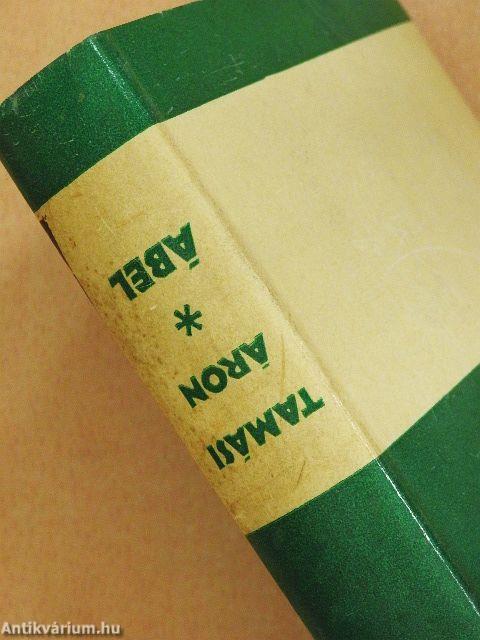 TAMÁSI
ÁRON
*
ÁBEL
Antikvárium.hu